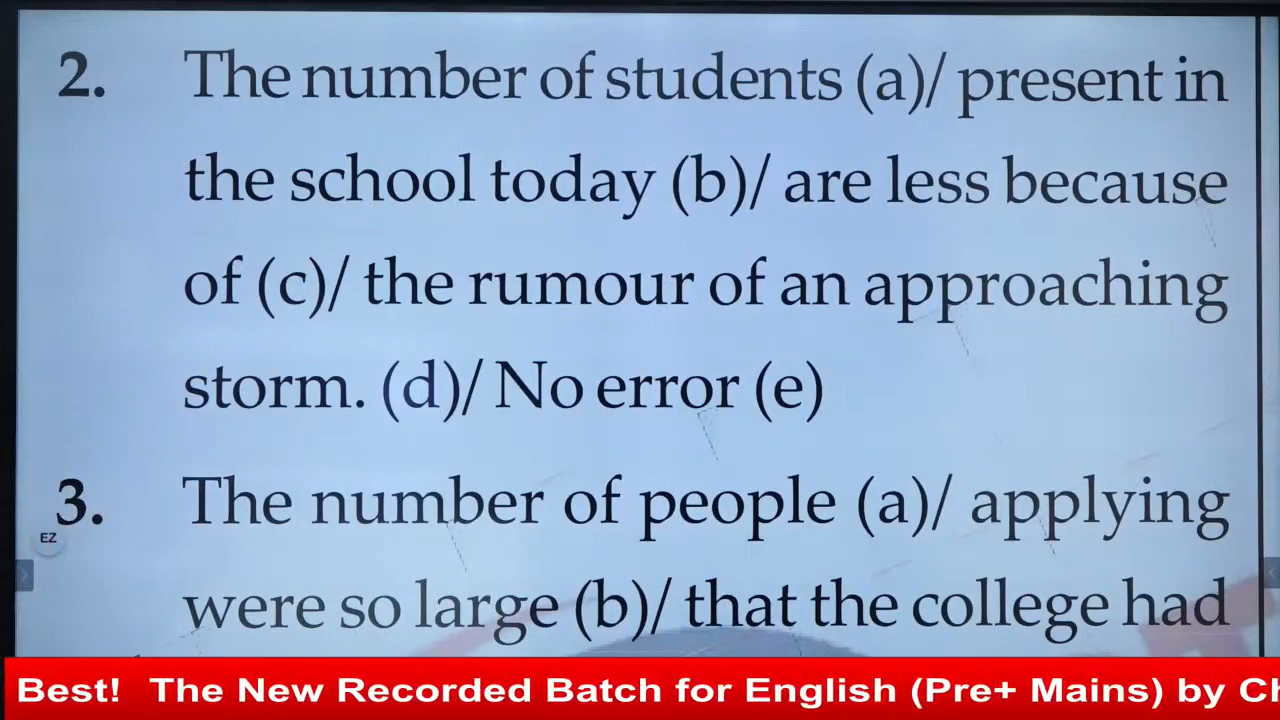 2. The number of students (a)/ present in
the school today (b)/ are less because
of (c)/ the rumour of an approaching
storm. (d)/ No error (e)
3. The number of people (a)/ applying
EZ
were so large (b)/ that the college had
Best! The New Recorded Batch for English (Pre+ Mains) by